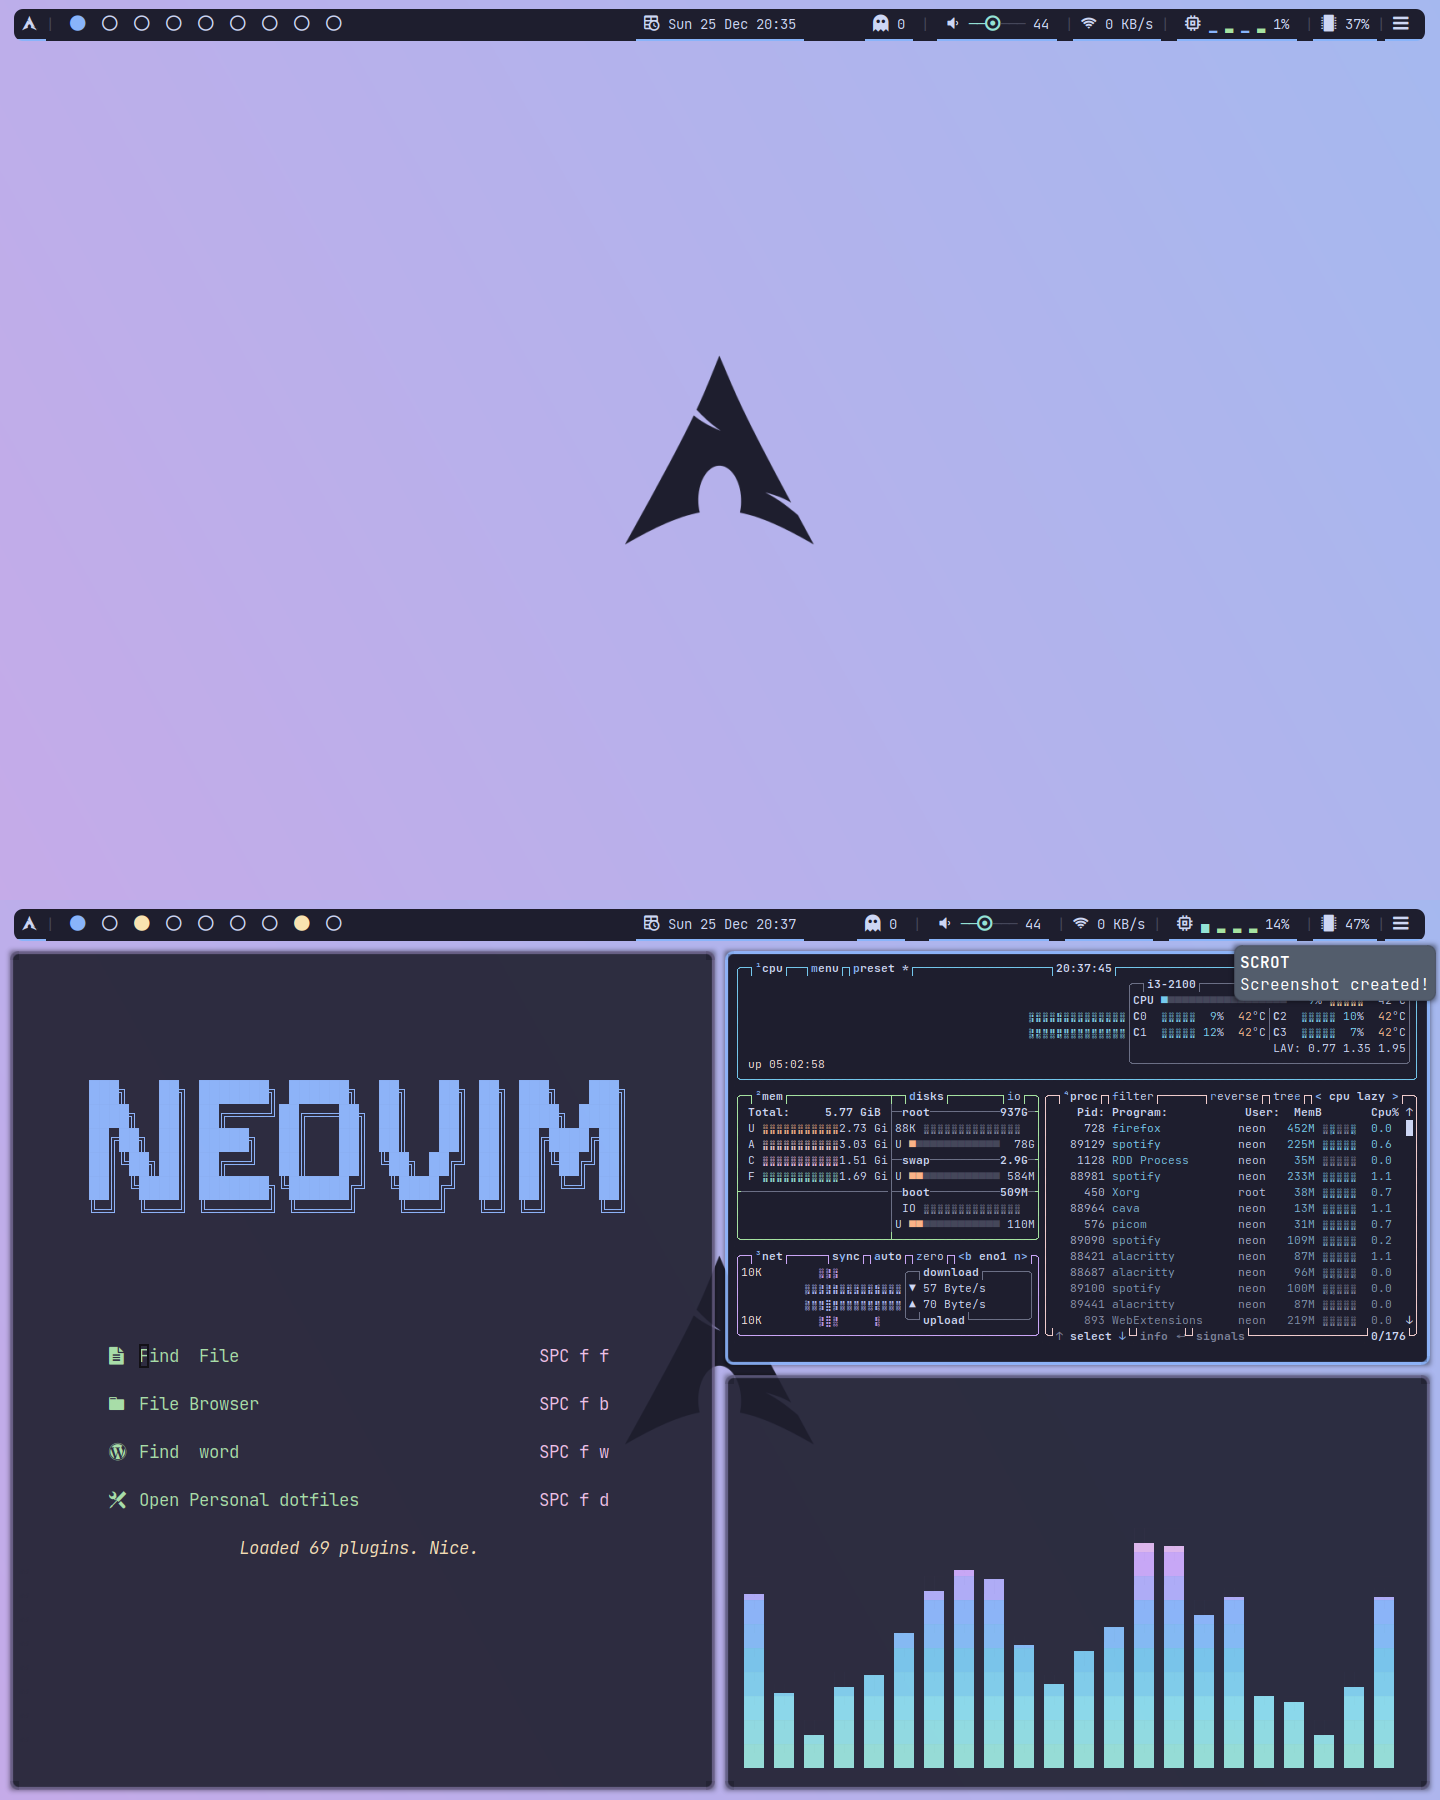 Sun 25 Dec 20:35
0
44
0 KB/s
1%
37%
Sun 25 Dec 20:37
0
44
0 KB/s
14%
47%
SCROT
Screenshot created!
NEOVIM
Find  File SPC f f
File Browser SPC f b
Find  word SPC f w
Open Personal dotfiles SPC f d
Loaded 69 plugins. Nice.
¹cpu menu preset * 20:37:45
i3-2100
CPU
C0 9% 42°C C2 10% 42°C
C1 12% 42°C C3 7% 42°C
LAV: 0.77 1.35 1.95
up 05:02:58
²mem
Total: 5.77 GiB
U 2.73 Gi
A 3.03 Gi
C 1.51 Gi
F 1.69 Gi
disks io
root 937G
88K
U 78G
swap 2.9G
U 584M
boot 509M
IO
U 110M
³net sync auto zero <b eno1 n>
10K
download
▼ 57 Byte/s
▲ 70 Byte/s
upload
10K
⁴proc filter reverse tree < cpu lazy >
Pid: Program: User: MemB Cpu% ↑
728 firefox neon 452M 0.0
89129 spotify neon 225M 0.6
1128 RDD Process neon 35M 0.0
88981 spotify neon 233M 1.1
450 Xorg root 38M 0.7
88964 cava neon 13M 1.1
576 picom neon 31M 0.7
89090 spotify neon 109M 0.2
88421 alacritty neon 87M 1.1
88687 alacritty neon 96M 0.0
89100 spotify neon 100M 0.0
89441 alacritty neon 87M 0.0
893 WebExtensions neon 219M 0.0 ↓
↑ select ↓ info ↵ signals 0/176